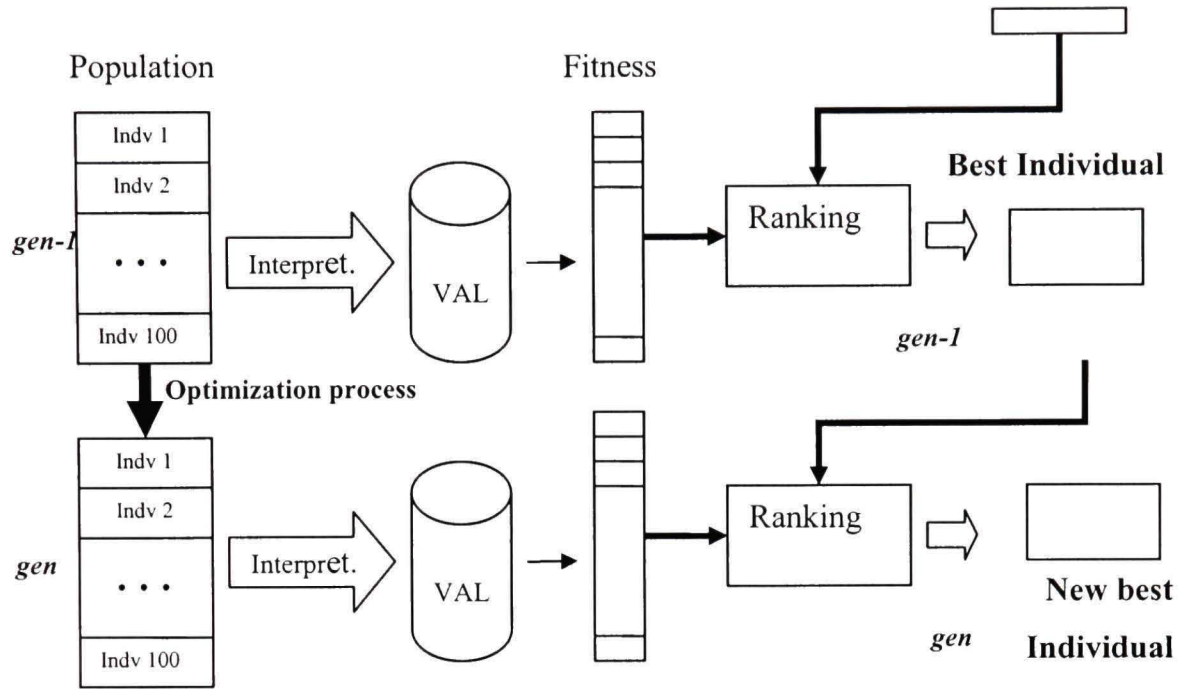 Population
Fitness
Indv 1
Indv 2
• • •
Indv 100
gen-1
Interpret.
VAL
Ranking
Best Individual
gen-1
Optimization process
Indv 1
Indv 2
• • •
Indv 100
gen
Interpret.
VAL
Ranking
New best
Individual
gen